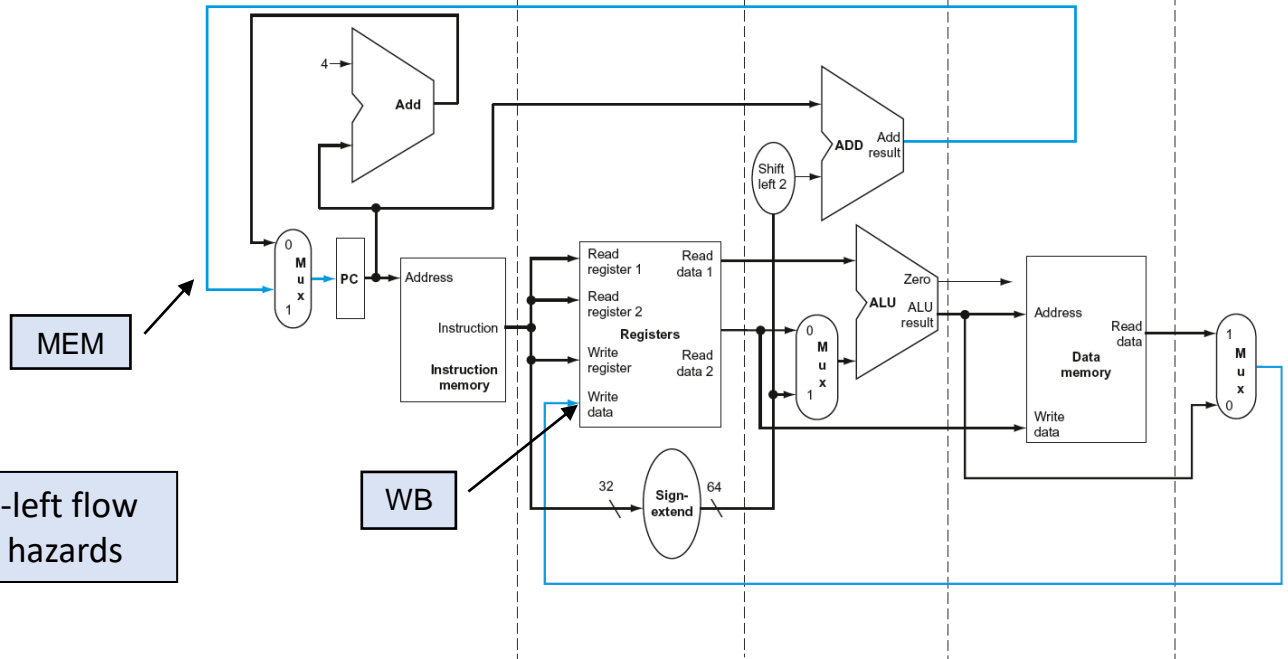 4
Add
ADD
Add
result
Shift
left 2
0
M
u
x
1
PC
Address
Instruction
Instruction
memory
Read
register 1
Read
register 2
Write
register
Write
data
Registers
Read
data 1
Read
data 2
0
M
u
x
1
Zero
ALU
ALU
result
Address
Read
data
Data
memory
Write
data
1
M
u
x
0
MEM
WB
32
Sign-
extend
64
-left flow
hazards